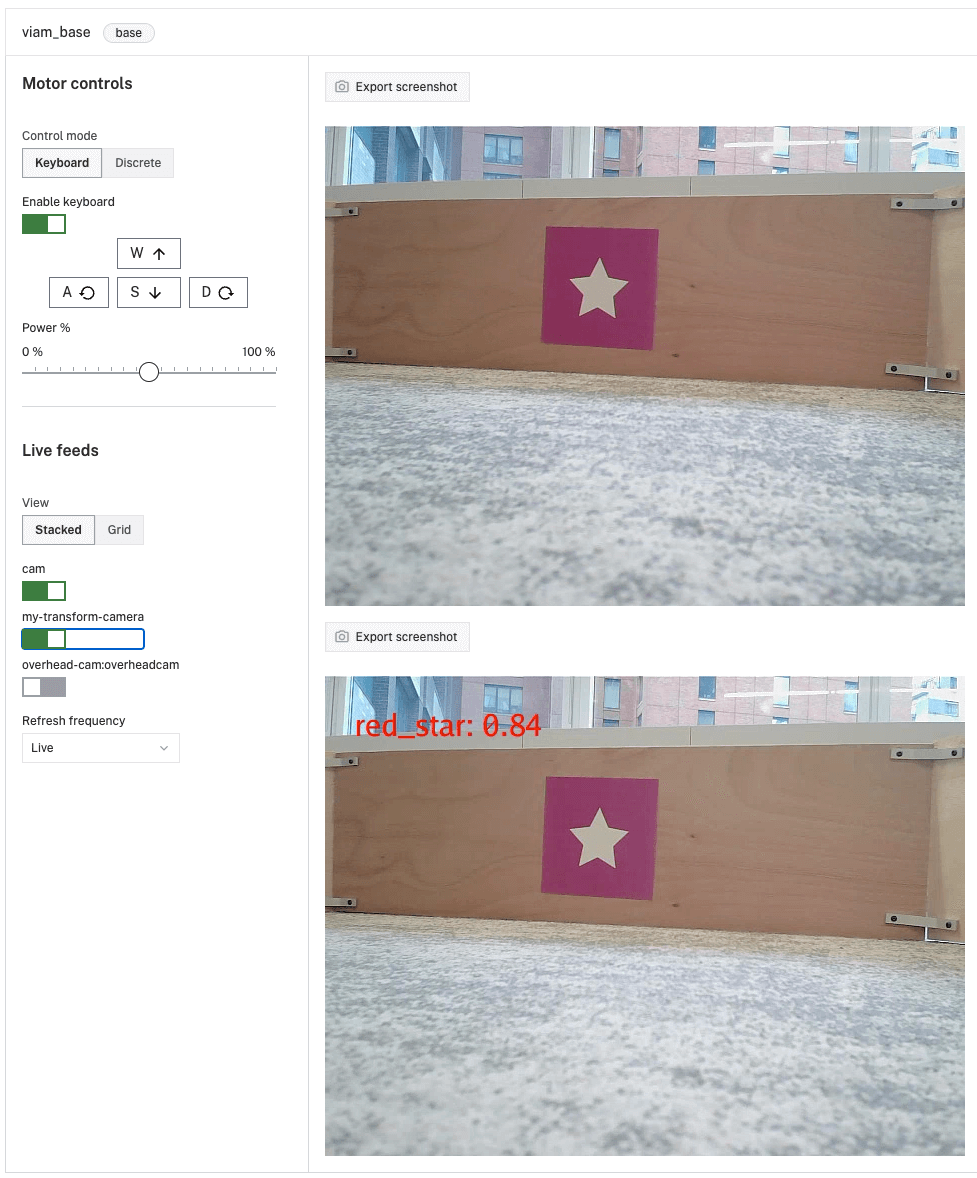 viam_base base
Motor controls
Control mode
Keyboard Discrete
Enable keyboard
W
A S D
Power %
0 % 100 %
Live feeds
View
Stacked Grid
cam
my-transform-camera
overhead-cam:overheadcam
Refresh frequency
Live
Export screenshot
Export screenshot
red_star: 0.84